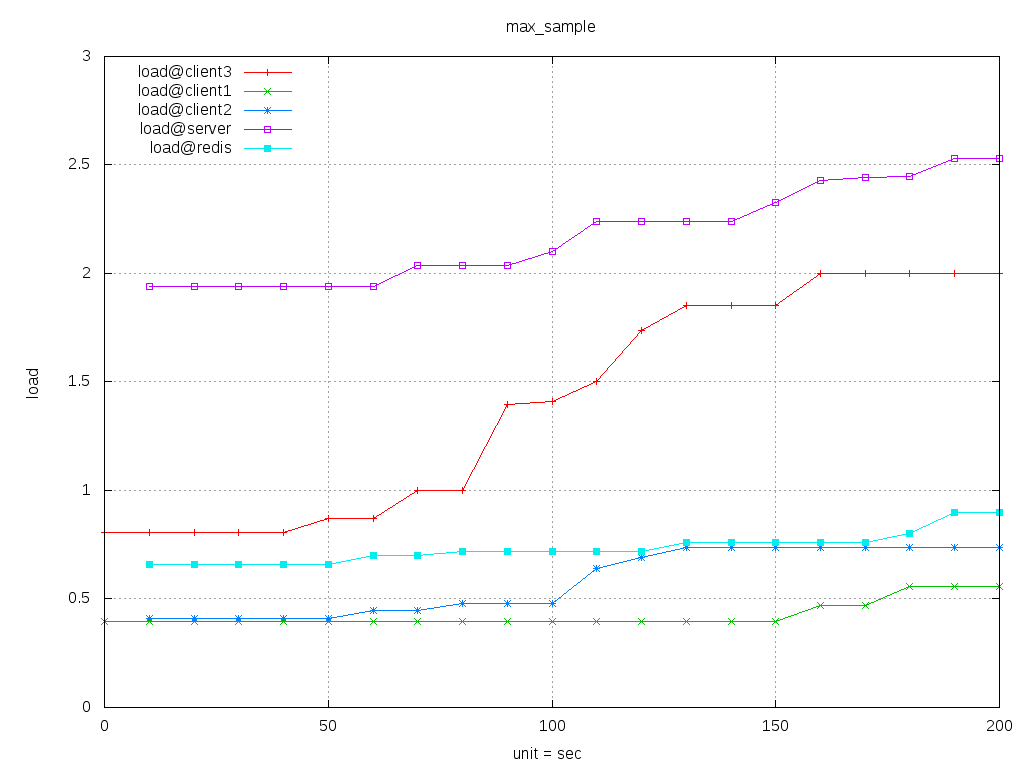 max_sample
3
2.5
2
1.5
1
0.5
0
load
load@client3
load@client1
load@client2
load@server
load@redis
0 50 100 150 200
unit = sec